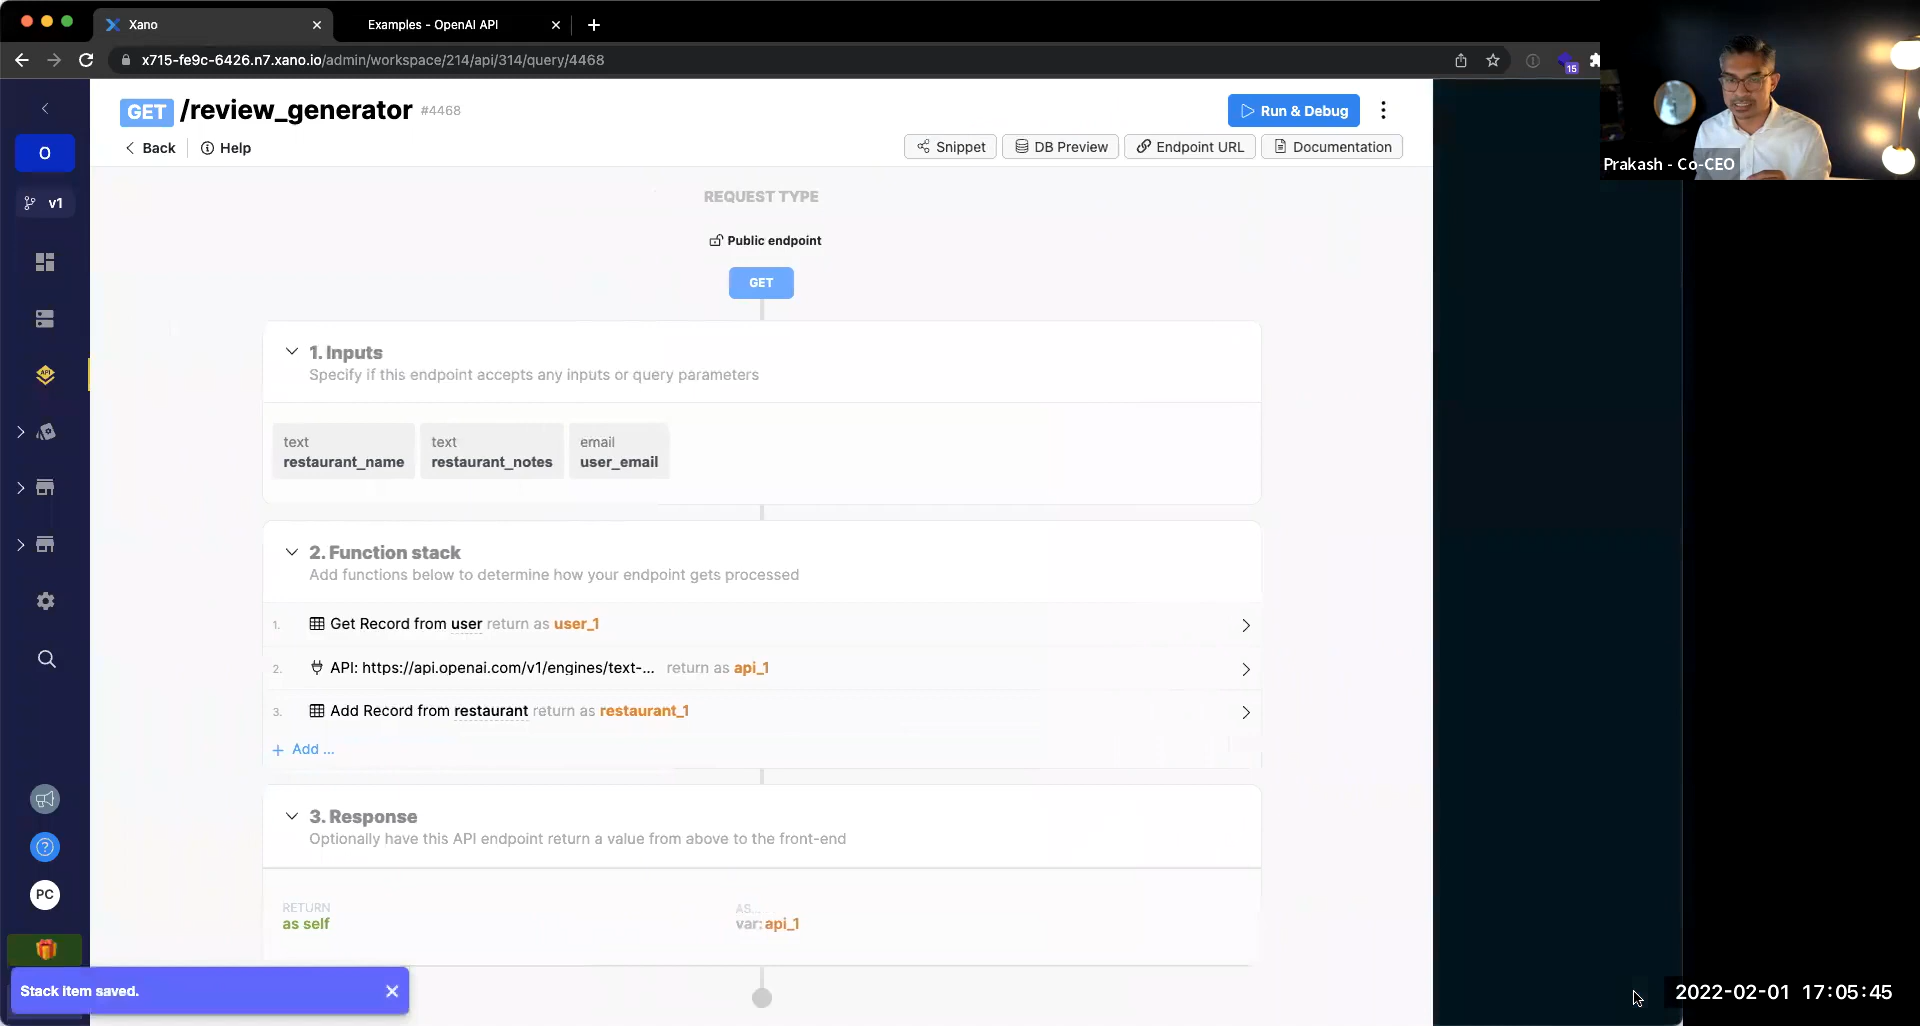 Xano
Examples - OpenAI API
x715-fe9c-6426.n7.xano.io/admin/workspace/214/api/314/query/4468
15
Prakash - Co-CEO
GET /review_generator #4468
Run & Debug
Back
Help
Snippet
DB Preview
Endpoint URL
Documentation
O
v1
REQUEST TYPE
Public endpoint
GET
1. Inputs
Specify if this endpoint accepts any inputs or query parameters
text
restaurant_name
text
restaurant_notes
email
user_email
2. Function stack
Add functions below to determine how your endpoint gets processed
1. Get Record from user return as user_1
2. API: https://api.openai.com/v1/engines/text-... return as api_1
3. Add Record from restaurant return as restaurant_1
+ Add ...
3. Response
Optionally have this API endpoint return a value from above to the front-end
RETURN
as self
AS...
var: api_1
API
PC
Stack item saved.
2022-02-01 17:05:45